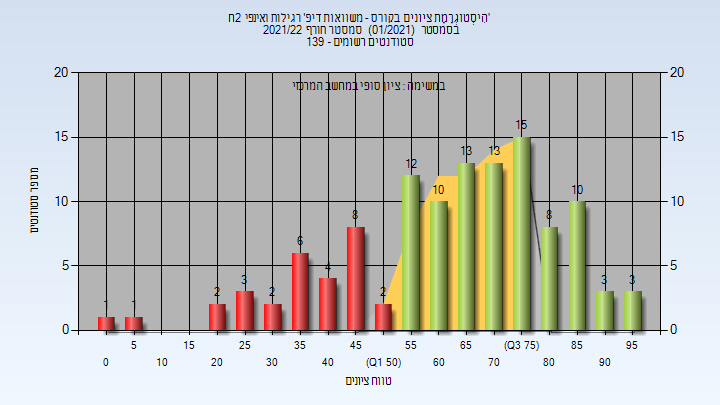 היסטוגרמת ציונים בקורס - משוואות דיפ' רגילות ואינפי 2ח'
בסמסטר (01/2021) סמסטר חורף 2021/22
סטודנטים רשומים - 139
במשימה : ציון סופי במחשב המרכזי
20 20
15 15
10 10
5 5
0 0
מספר סטודנטים
1 1 2 3 2 6 4 8 2 12 10 13 13 15 8 10 3 3
5 15 25 35 45 55 65 (Q3 75) 85 95
0 10 20 30 40 (Q1 50) 60 70 80 90
טווח ציונים